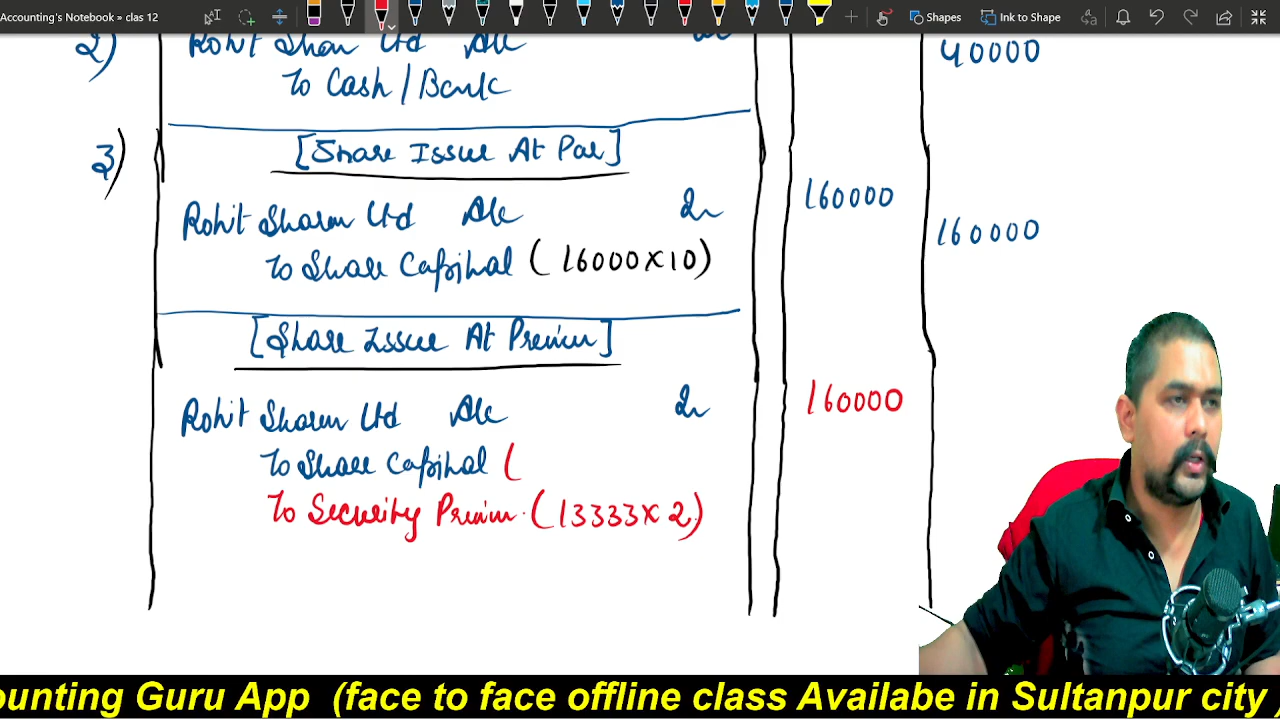 Accounting's Notebook » clas 12
Shapes
Ink to Shape
2)
40000
To Cash / Bank
[Share Issue At Par]
3)
Rohit Sharm Ltd A/c Dr 160000
To Share Capital (16000×10) 160000
[Share Issue At Premium]
Rohit Sharm Ltd A/c Dr 160000
To Share Capital (
To Security Premium (13333×2)
ounting Guru App (face to face offline class Availabe in Sultanpur city )